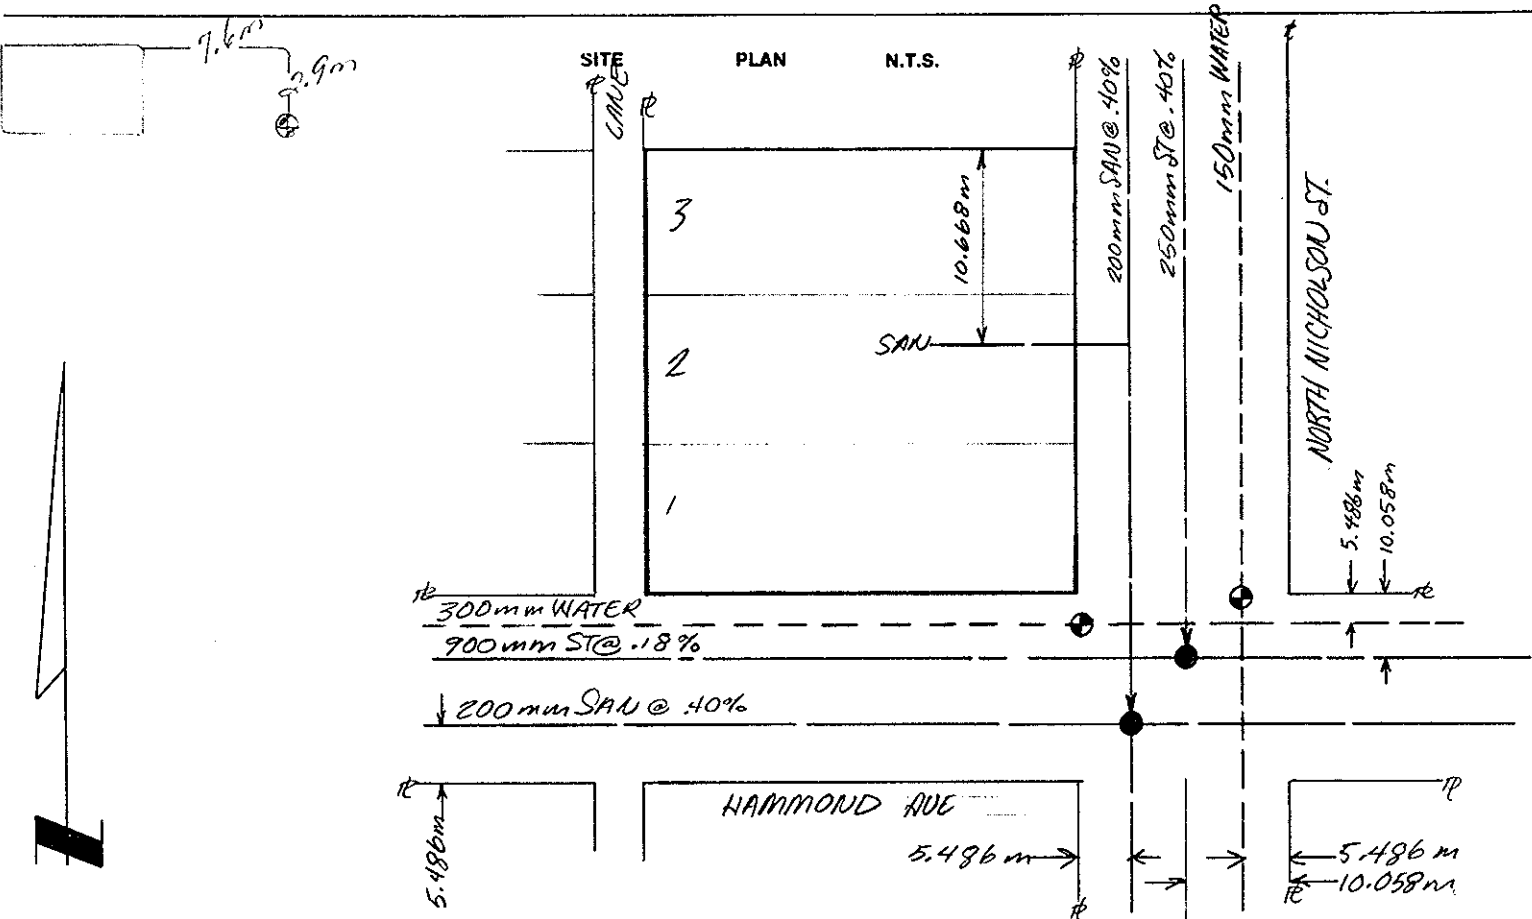 7.6m
2.9m
SITE PLAN N.T.S.
LANE
3
2
1
10.668m
SAN
200mm SAN @ .40%
250mm ST @ .40%
150mm WATER
NORTH NICHOLSON ST.
5.486m
10.058m
300mm WATER
900mm ST @ .18%
200mm SAN @ .40%
HAMMOND AVE
5.486m
5.486m
5.486m
10.058m